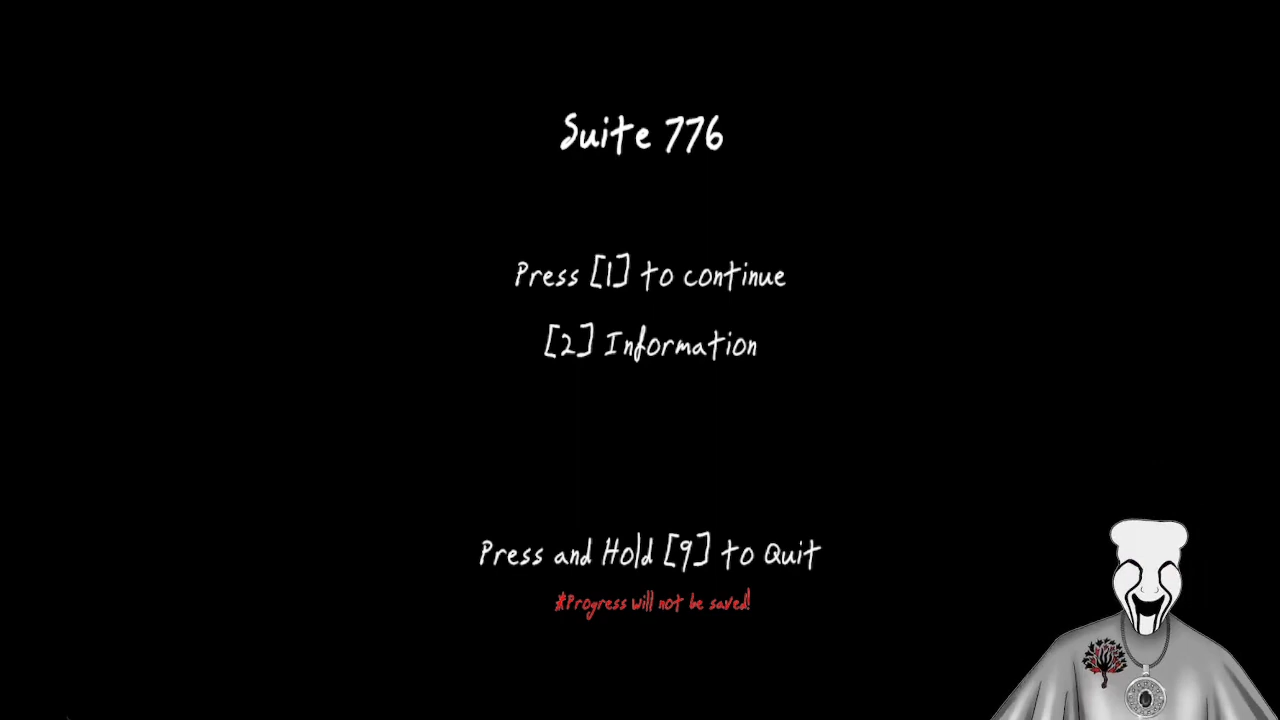 Suite 776
Press [1] to continue
[2] Information
Press and Hold [9] to Quit
*Progress will not be saved!